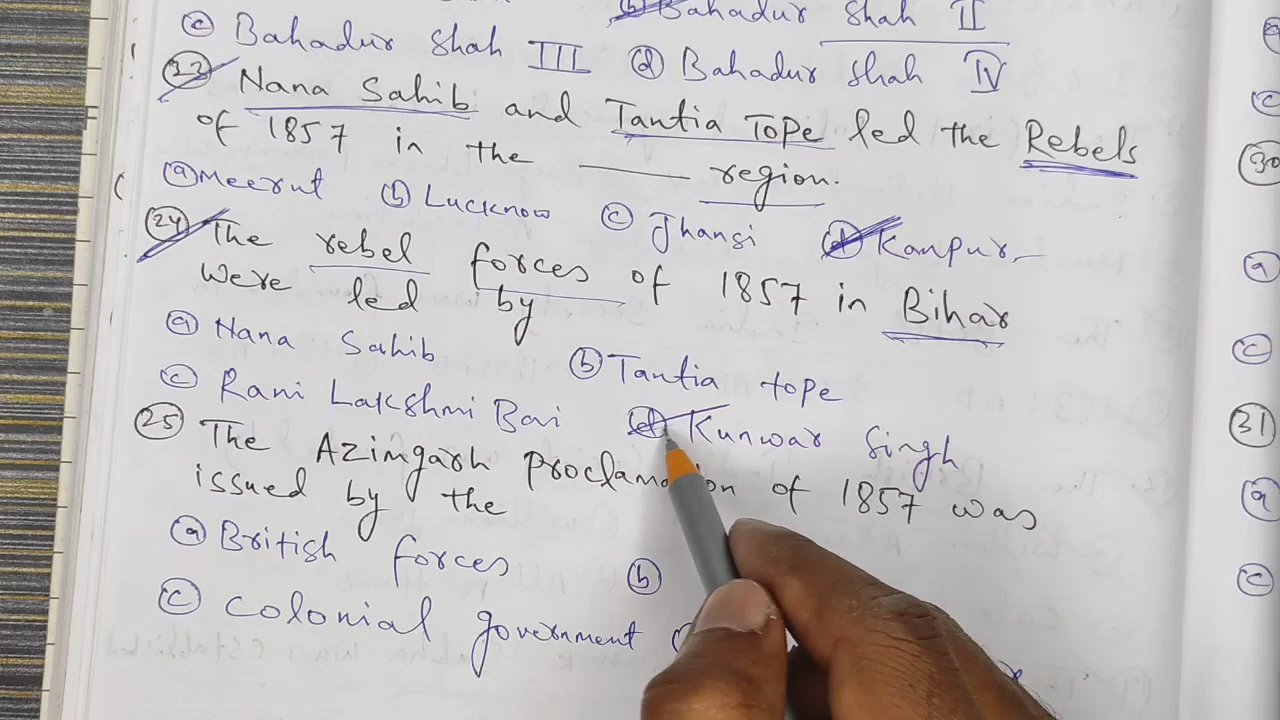 (b) Bahadur Shah II
(c) Bahadur Shah III (d) Bahadur Shah IV
(23) Nana Sahib and Tantia Tope led the Rebels
of 1857 in the ______ region.
(a) Meerut (b) Lucknow (c) Jhansi (d) Kanpur
(24) The rebel forces of 1857 in Bihar
were led by
(a) Nana Sahib (b) Tantia tope
(c) Rani Lakshmi Bai (d) Kunwar Singh
(25) The Azimgarh Proclamation of 1857 was
issued by the
(a) British forces (b)
(c) colonial government
(30)
(a)
(c)
(31)
(a)
(c)